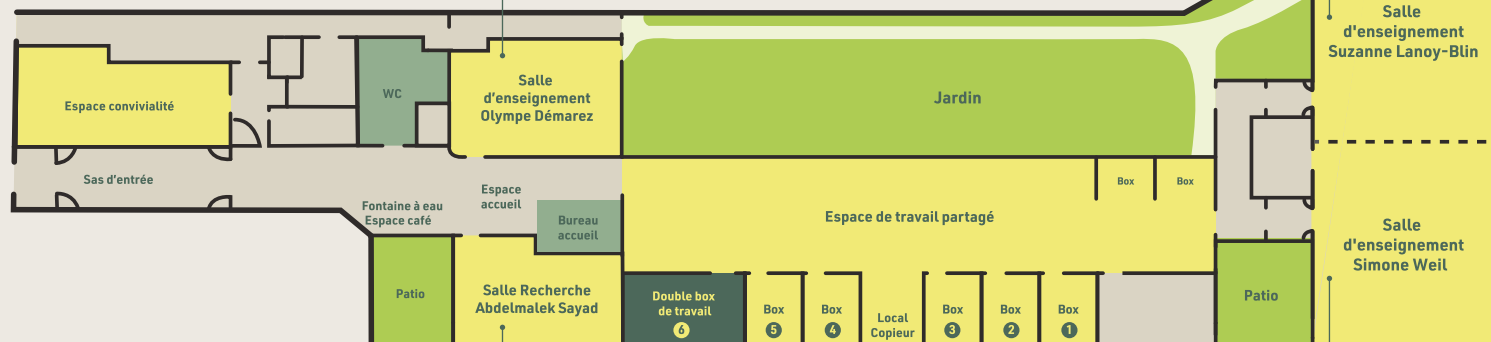 Salle
d'enseignement
Suzanne Lanoy-Blin
Espace convivialité
WC
Salle
d'enseignement
Olympe Démarez
Jardin
Sas d'entrée
Espace
accueil
Box
Box
Fontaine à eau
Espace café
Bureau
accueil
Espace de travail partagé
Salle
d'enseignement
Simone Weil
Patio
Salle Recherche
Abdelmalek Sayad
Double box
de travail
6
Box
5
Box
4
Local
Copieur
Box
3
Box
2
Box
1
Patio